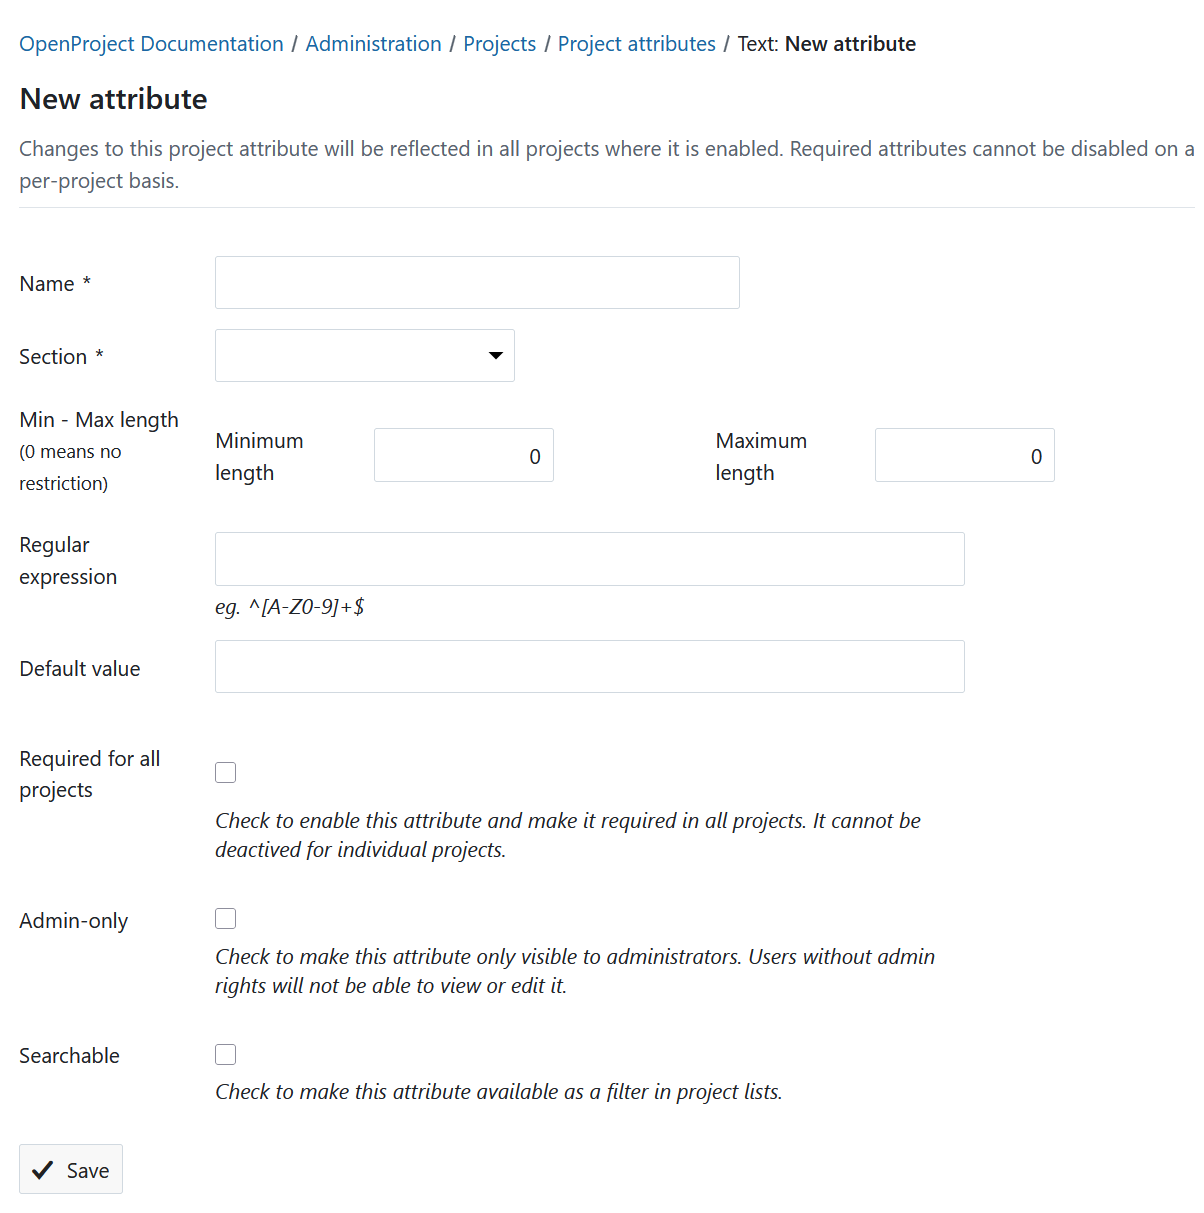 OpenProject Documentation / Administration / Projects / Project attributes / Text: New attribute
New attribute
Changes to this project attribute will be reflected in all projects where it is enabled. Required attributes cannot be disabled on a
per-project basis.
Name *
Section *
Min - Max length
(0 means no
restriction)
Minimum
length
0
Maximum
length
0
Regular
expression
eg. ^[A-Z0-9]+$
Default value
Required for all
projects
Check to enable this attribute and make it required in all projects. It cannot be
deactived for individual projects.
Admin-only
Check to make this attribute only visible to administrators. Users without admin
rights will not be able to view or edit it.
Searchable
Check to make this attribute available as a filter in project lists.
Save